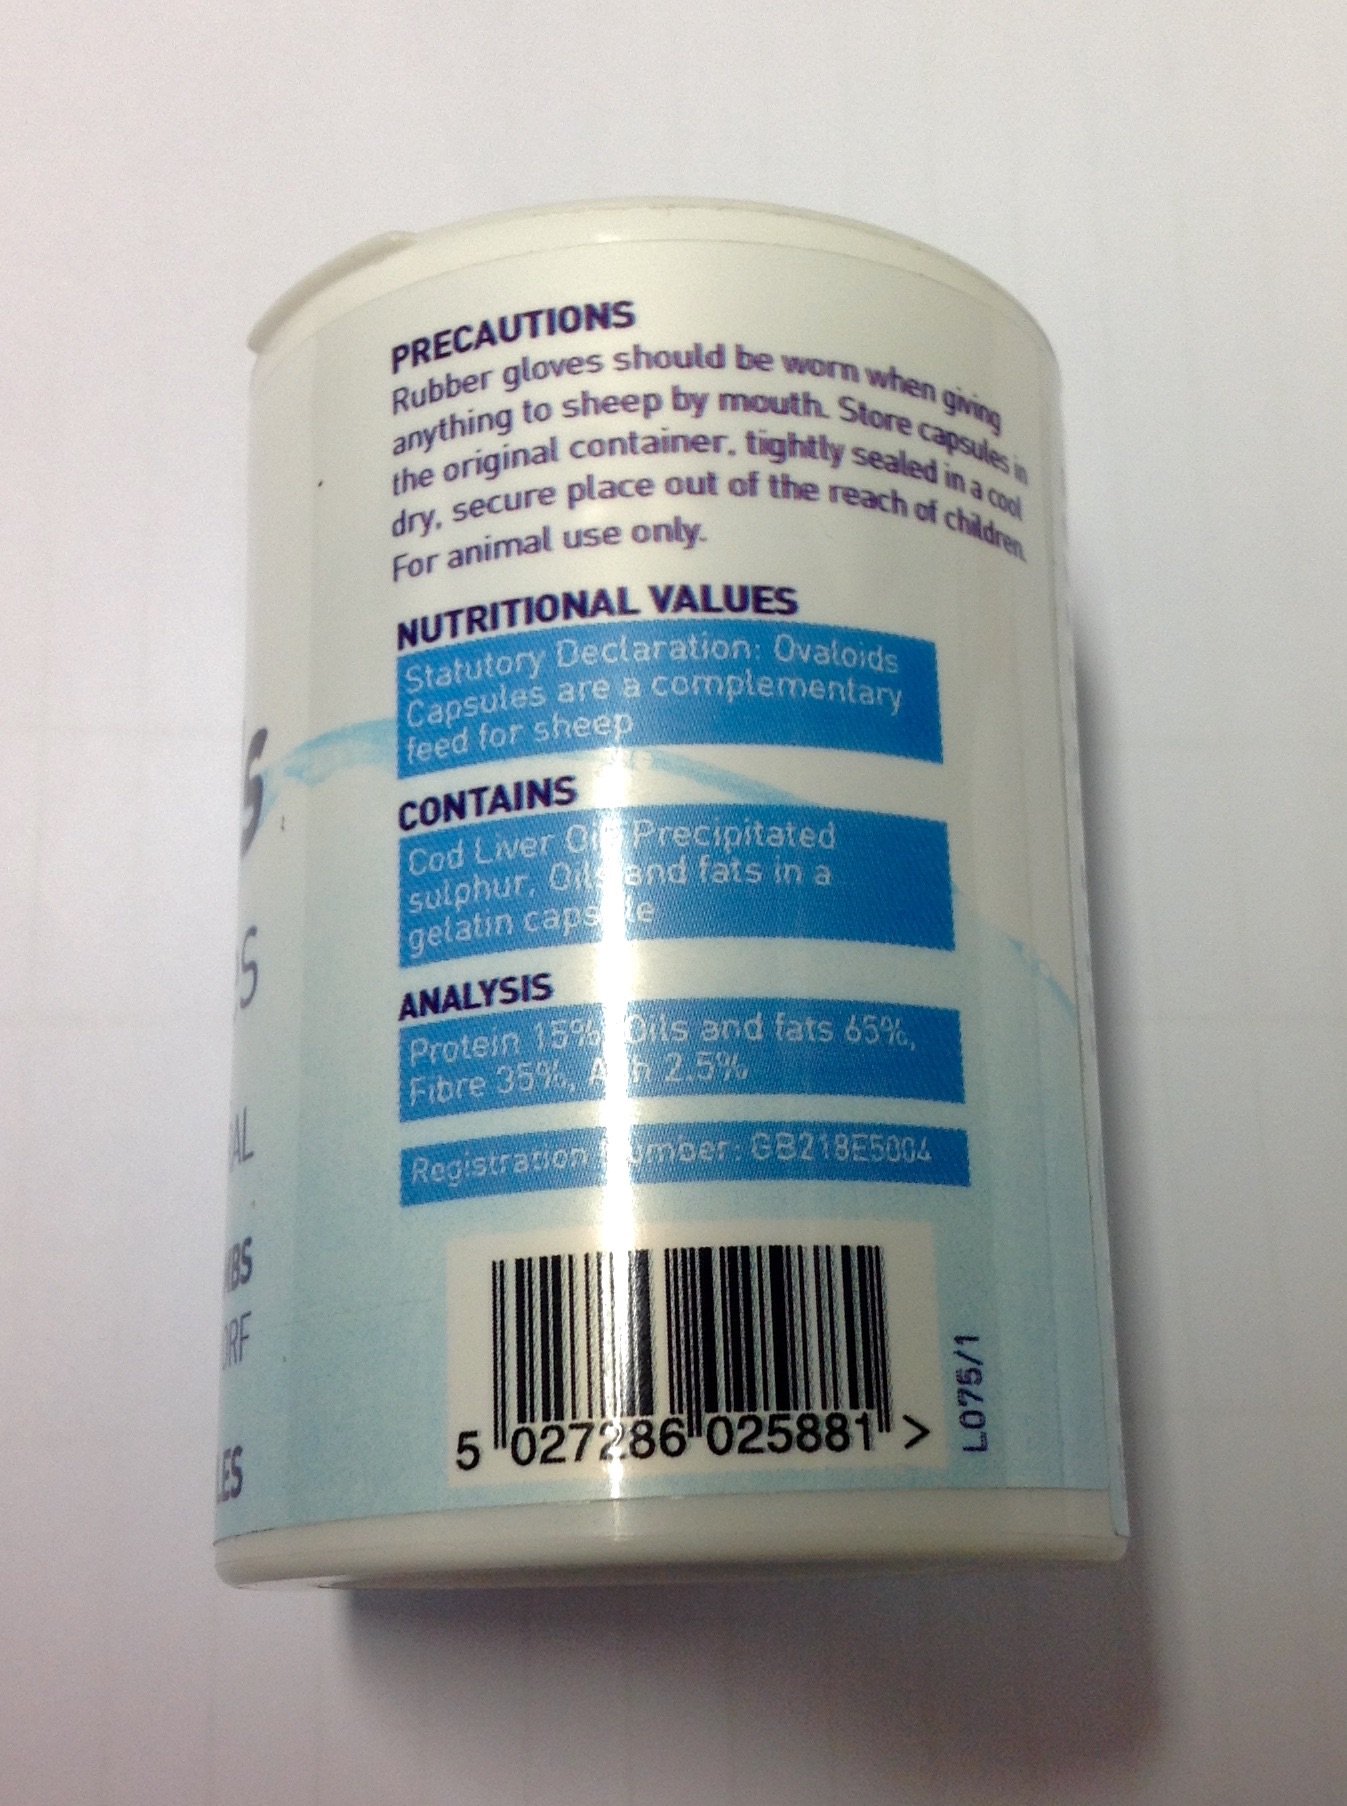 PRECAUTIONS
Rubber gloves should be worn when giving
anything to sheep by mouth. Store capsules in
the original container, tightly sealed in a cool
dry, secure place out of the reach of children.
For animal use only.
NUTRITIONAL VALUES
Statutory Declaration: Ovaloids
Capsules are a complementary
feed for sheep
CONTAINS
Cod Liver Oil, Precipitated
sulphur, Oils and fats in a
gelatin capsule
ANALYSIS
Protein 15%, Oils and fats 65%,
Fibre 35%, Ash 2.5%
Registration Number: GB218E5004
5 027286 025881 >
L075/1
S
S
AL
BS
RF
LES